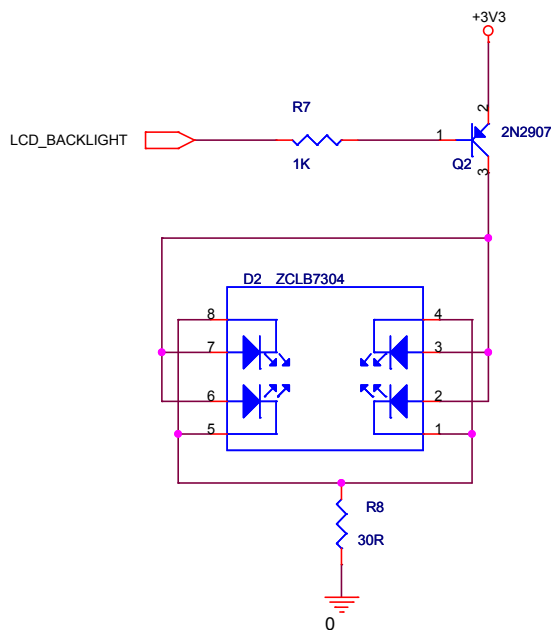 +3V3
R7
2
2N2907
LCD_BACKLIGHT
1
1K
Q2
3
D2 ZCLB7304
8 4
7 3
6 2
5 1
R8
30R
0